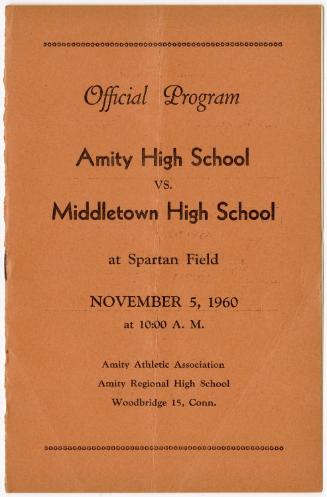 Official Program
Amity High School
VS.
Middletown High School
at Spartan Field
NOVEMBER 5, 1960
at 10:00 A. M.
Amity Athletic Association
Amity Regional High School
Woodbridge 15, Conn.